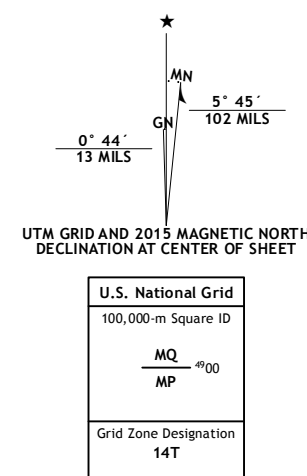 ★
MN
GN
5° 45´
102 MILS
0° 44´
13 MILS
UTM GRID AND 2015 MAGNETIC NORTH
DECLINATION AT CENTER OF SHEET
U.S. National Grid
100,000-m Square ID
MQ
4900
MP
Grid Zone Designation
14T